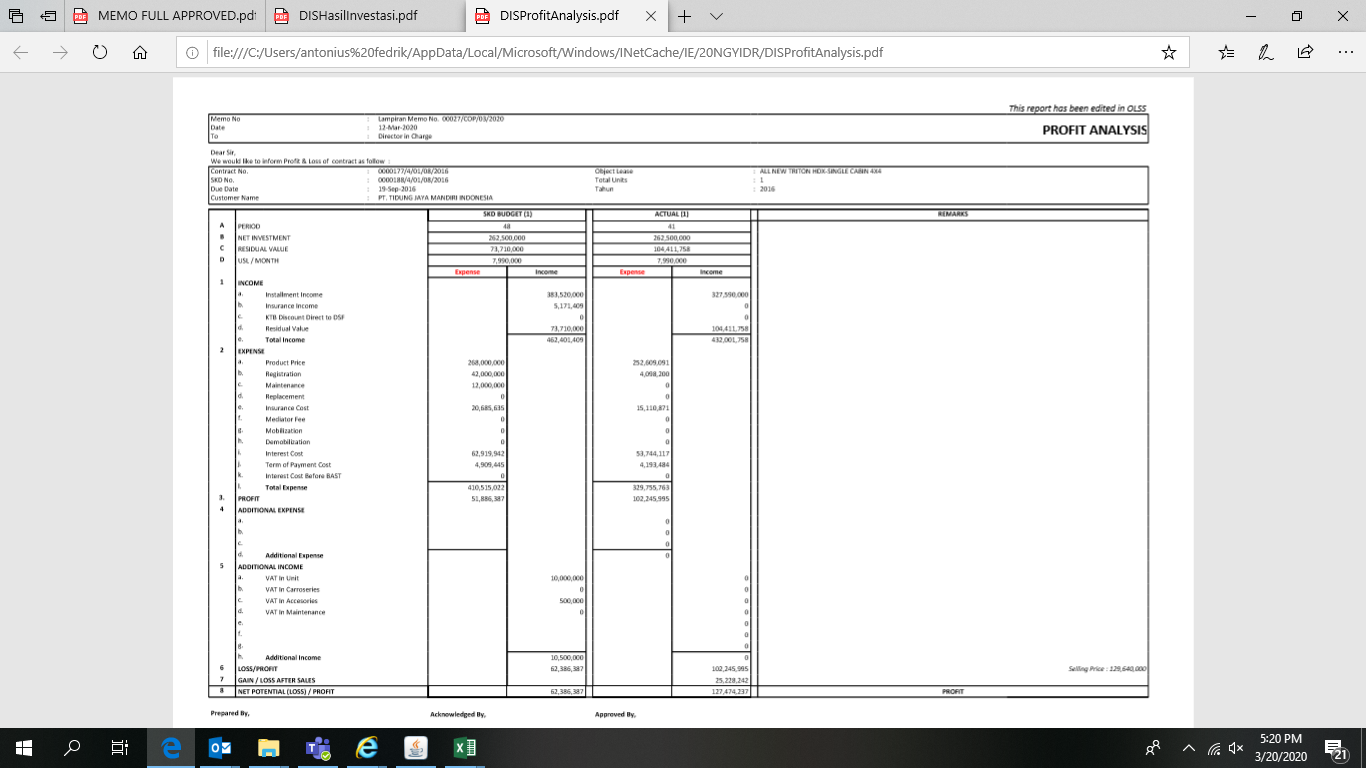 MEMO FULL APPROVED.pdf DISHasilInvestasi.pdf DISProfitAnalysis.pdf
file:///C:/Users/antonius%20fedrik/AppData/Local/Microsoft/Windows/INetCache/IE/20NGYIDR/DISProfitAnalysis.pdf
This report has been edited in OLSS
Memo No : Lampiran Memo No. 00027/COP/03/2020
Date : 12-Mar-2020
To : Director in Charge
PROFIT ANALYSIS
Dear Sir,
We would like to inform Profit & Loss of contract as follow :
Contract No. : 0000177/4/01/08/2016 Object Lease : ALL NEW TRITON HDX-SINGLE CABIN 4X4
SKD No. : 0000188/4/01/08/2016 Total Units : 1
Due Date : 19-Sep-2016 Tahun : 2016
Customer Name : PT. TIDUNG JAYA MANDIRI INDONESIA
SKD BUDGET (1) ACTUAL (1) REMARKS
A PERIOD 48 41
B NET INVESTMENT 262,500,000 262,500,000
C RESIDUAL VALUE 73,710,000 104,411,758
D USL / MONTH 7,990,000 7,990,000
Expense Income Expense Income
1 INCOME
a. Installment Income 383,520,000 327,590,000
b. Insurance Income 5,171,409 0
c. KTB Discount Direct to DSF 0 0
d. Residual Value 73,710,000 104,411,758
e. Total Income 462,401,409 432,001,758
2 EXPENSE
a. Product Price 268,000,000 252,609,091
b. Registration 42,000,000 4,098,200
c. Maintenance 12,000,000 0
d. Replacement 0 0
e. Insurance Cost 20,685,635 15,110,871
f. Mediator Fee 0 0
g. Mobilization 0 0
h. Demobilization 0 0
i. Interest Cost 62,919,942 53,744,117
j. Term of Payment Cost 4,909,445 4,193,484
k. Interest Cost Before BAST 0 0
l. Total Expense 410,515,022 329,755,763
3. PROFIT 51,886,387 102,245,995
4 ADDITIONAL EXPENSE
a. 0
b. 0
c. 0
d. Additional Expense 0
5 ADDITIONAL INCOME
a. VAT In Unit 10,000,000 0
b. VAT In Carroseries 0 0
c. VAT In Accesories 500,000 0
d. VAT In Maintenance 0 0
e. 0
f. 0
g. 0
h. Additional Income 10,500,000 0
6 LOSS/PROFIT 62,386,387 102,245,995 Selling Price : 129,640,000
7 GAIN / LOSS AFTER SALES 25,228,242
8 NET POTENTIAL (LOSS) / PROFIT 62,386,387 127,474,237 PROFIT
Prepared By, Acknowledged By, Approved By,
5:20 PM
3/20/2020
21